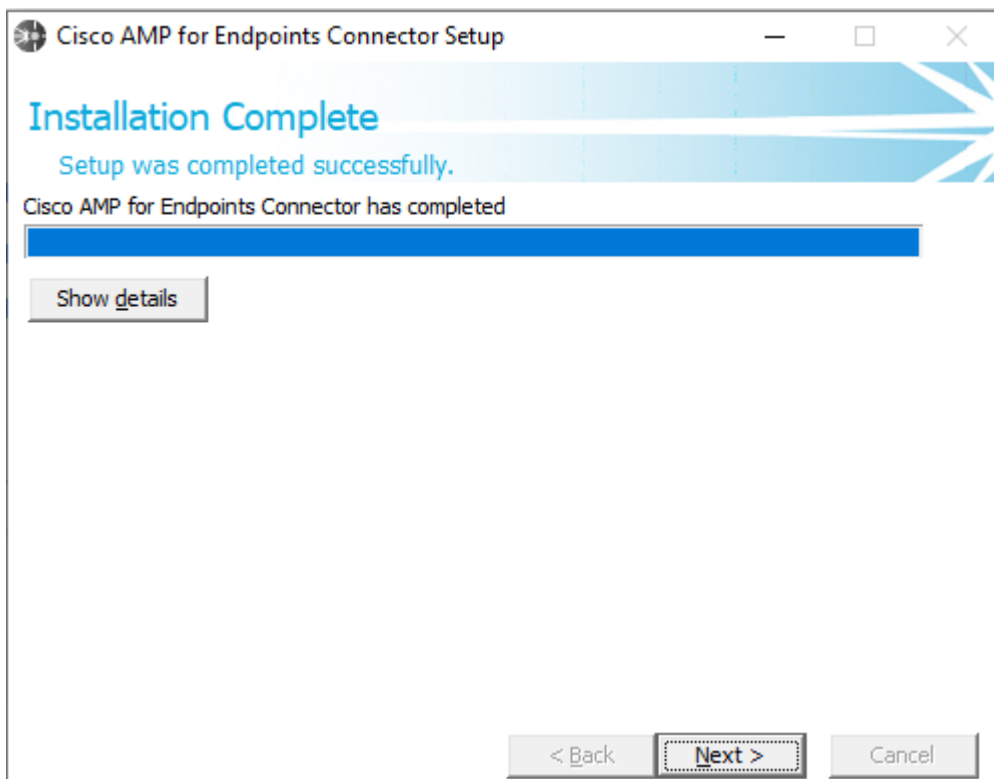 Cisco AMP for Endpoints Connector Setup
Installation Complete
Setup was completed successfully.
Cisco AMP for Endpoints Connector has completed
Show details
< Back
Next >
Cancel